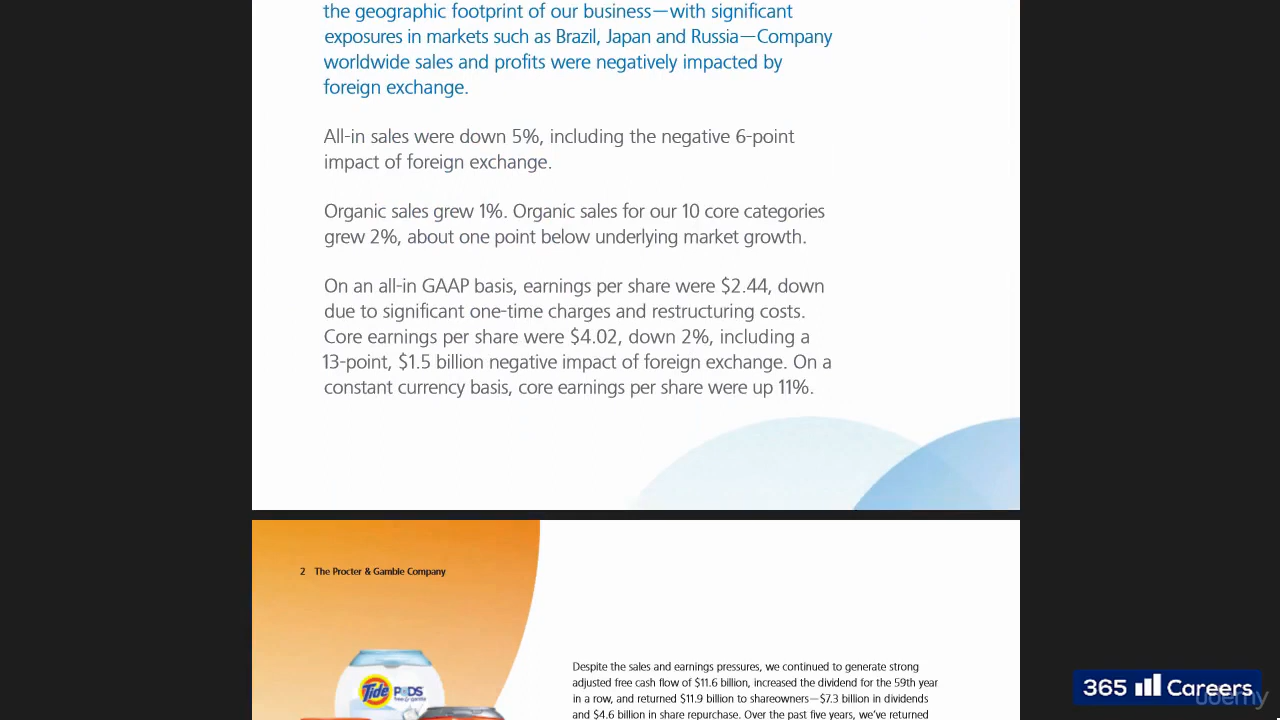 the geographic footprint of our business—with significant
exposures in markets such as Brazil, Japan and Russia—Company
worldwide sales and profits were negatively impacted by
foreign exchange.
All-in sales were down 5%, including the negative 6-point
impact of foreign exchange.
Organic sales grew 1%. Organic sales for our 10 core categories
grew 2%, about one point below underlying market growth.
On an all-in GAAP basis, earnings per share were $2.44, down
due to significant one-time charges and restructuring costs.
Core earnings per share were $4.02, down 2%, including a
13-point, $1.5 billion negative impact of foreign exchange. On a
constant currency basis, core earnings per share were up 11%.
2 The Procter & Gamble Company
Despite the sales and earnings pressures, we continued to generate strong
adjusted free cash flow of $11.6 billion, increased the dividend for the 59th year
in a row, and returned $11.9 billion to shareowners—$7.3 billion in dividends
and $4.6 billion in share repurchase. Over the past five years, we've returned
Tide PODS
free & gentle
365 Careers
udemy